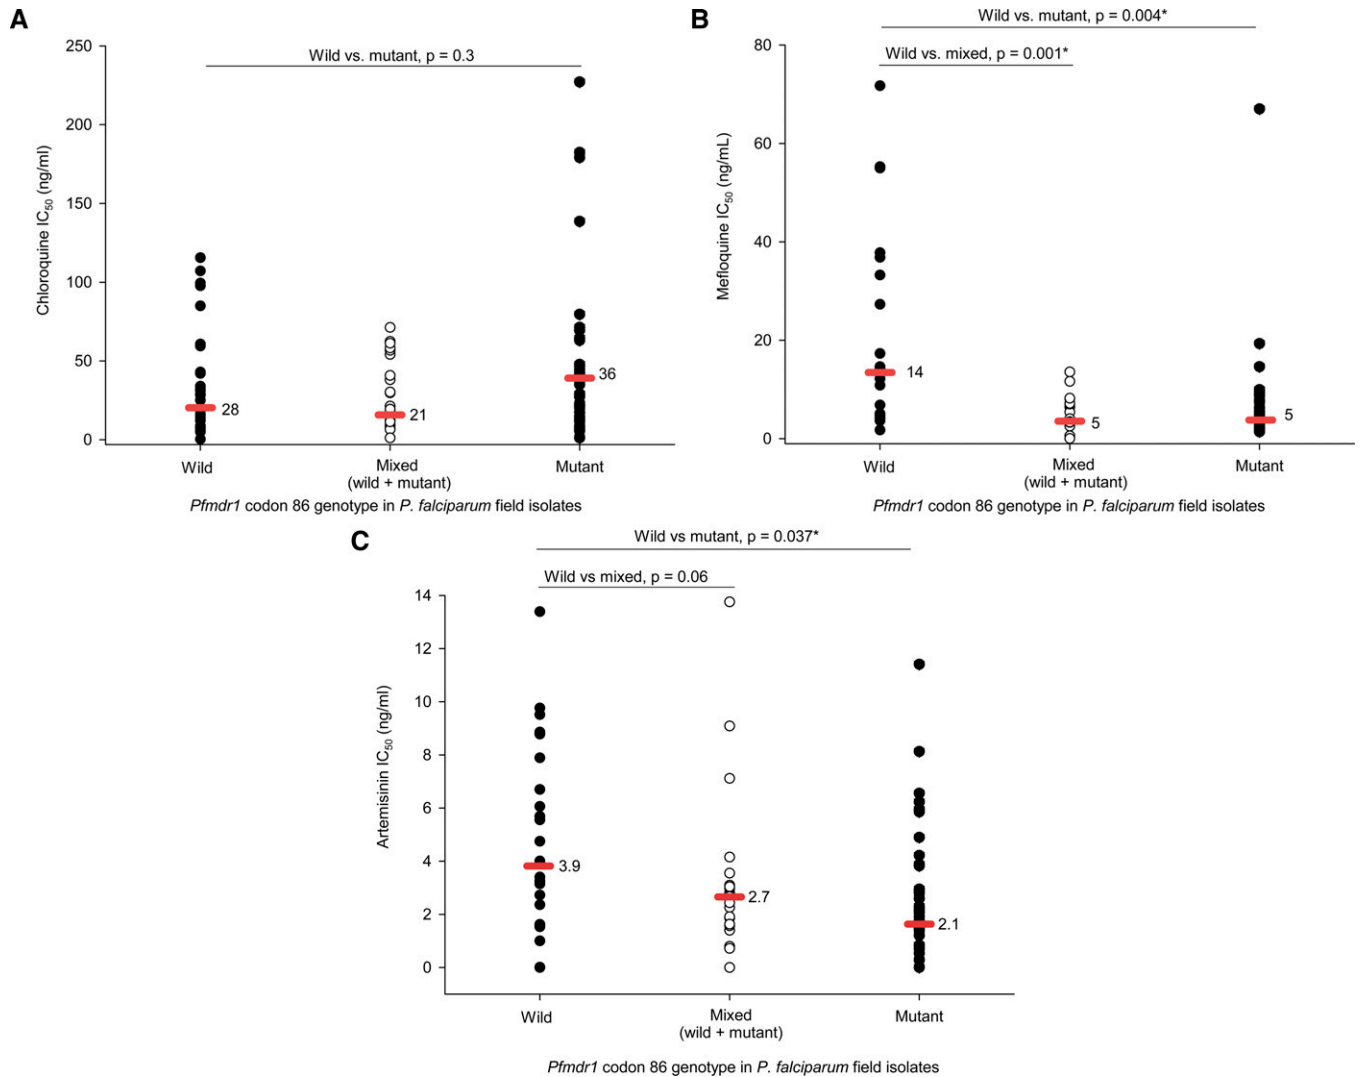 A
Wild vs. mutant, p = 0.3
250
200
150
100
50
0
Chloroquine IC50 (ng/ml)
28
21
36
Wild
Mixed
(wild + mutant)
Mutant
Pfmdr1 codon 86 genotype in P. falciparum field isolates
B
Wild vs. mutant, p = 0.004*
Wild vs. mixed, p = 0.001*
80
60
40
20
0
Mefloquine IC50 (ng/mL)
14
5
5
Wild
Mixed
(wild + mutant)
Mutant
Pfmdr1 codon 86 genotype in P. falciparum field isolates
C
Wild vs mutant, p = 0.037*
Wild vs mixed, p = 0.06
14
12
10
8
6
4
2
0
Artemisinin IC50 (ng/ml)
3.9
2.7
2.1
Wild
Mixed
(wild + mutant)
Mutant
Pfmdr1 codon 86 genotype in P. falciparum field isolates